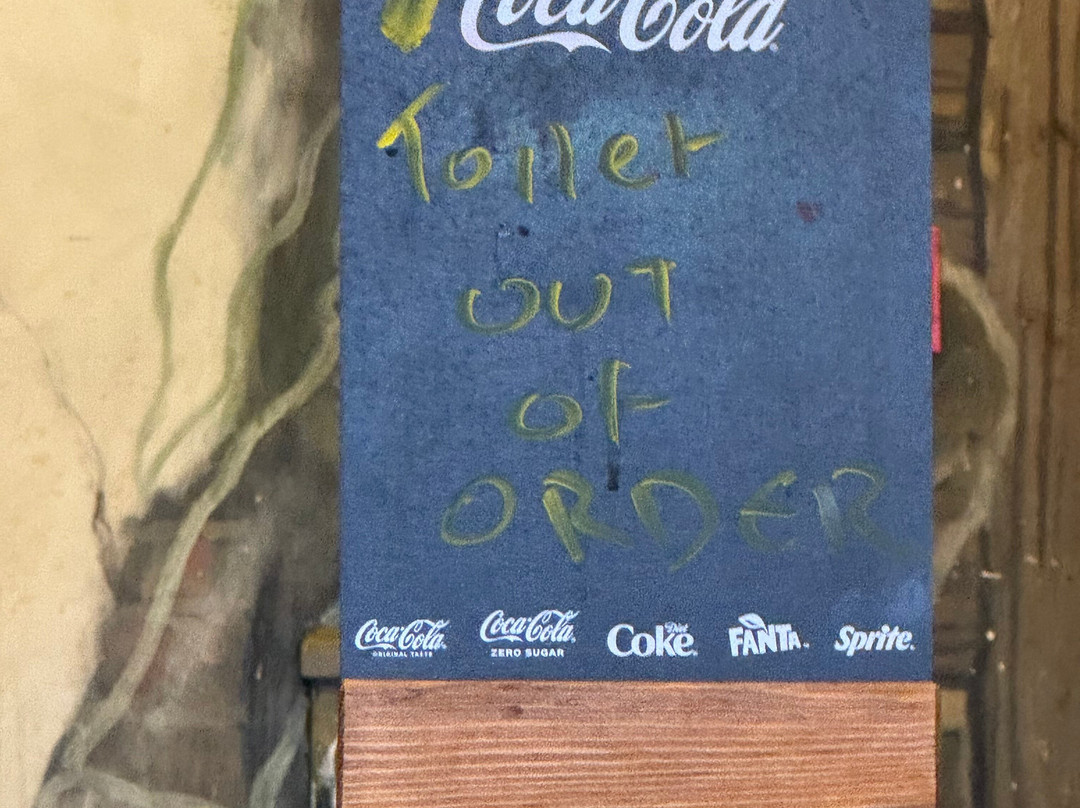 Coca-Cola
Toilet
OUT
of
ORDER
Coca-Cola Coca-Cola Diet Coke FANTA Sprite
ORIGINAL TASTE ZERO SUGAR